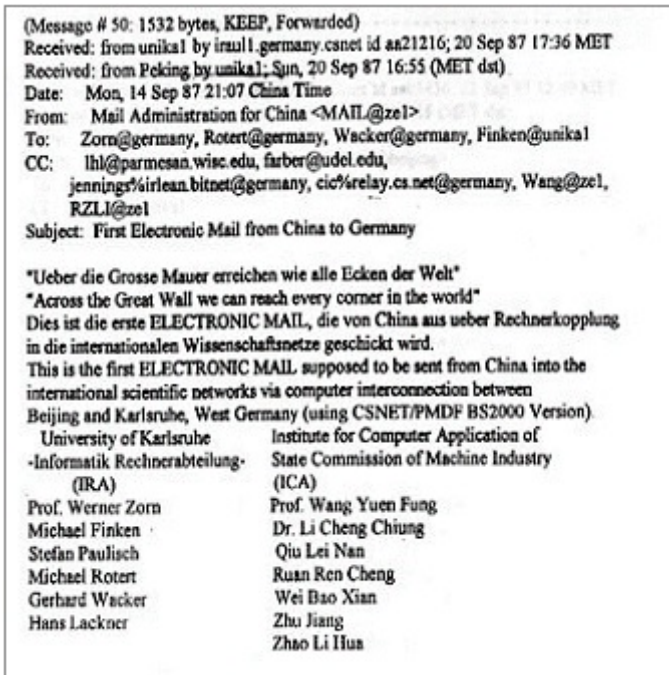 (Message # 50: 1532 bytes, KEEP, Forwarded)
Received: from unika1 by iraul1.germany.csnet id aa21216; 20 Sep 87 17:36 MET
Received: from Peking by unika1; Sun, 20 Sep 87 16:55 (MET dst)
Date: Mon, 14 Sep 87 21:07 China Time
From: Mail Administration for China <MAIL@ze1>
To: Zorn@germany, Rotert@germany, Wacker@germany, Finken@unika1
CC: lhl@parmesan.wisc.edu, farber@udel.edu,
jennings%irlean.bitnet@germany, cic%relay.cs.net@germany, Wang@ze1,
RZLI@ze1
Subject: First Electronic Mail from China to Germany
"Ueber die Grosse Mauer erreichen wie alle Ecken der Welt"
"Across the Great Wall we can reach every corner in the world"
Dies ist die erste ELECTRONIC MAIL, die von China aus ueber Rechnerkopplung
in die internationalen Wissenschaftsnetze geschickt wird.
This is the first ELECTRONIC MAIL supposed to be sent from China into the
international scientific networks via computer interconnection between
Beijing and Karlsruhe, West Germany (using CSNET/PMDF BS2000 Version).
University of Karlsruhe Institute for Computer Application of
-Informatik Rechnerabteilung- State Commission of Machine Industry
(IRA) (ICA)
Prof. Werner Zorn Prof. Wang Yuen Fung
Michael Finken Dr. Li Cheng Chiung
Stefan Paulisch Qiu Lei Nan
Michael Rotert Ruan Ren Cheng
Gerhard Wacker Wei Bao Xian
Hans Lackner Zhu Jiang
Zhao Li Hua